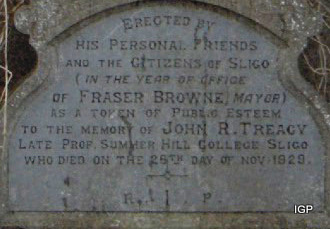 ERECTED BY
HIS PERSONAL FRIENDS
AND THE CITIZENS OF SLIGO
(IN THE YEAR OF OFFICE
OF FRASER BROWNE, MAYOR)
AS A TOKEN OF PUBLIC ESTEEM
TO THE MEMORY OF JOHN R. TREACY
LATE PROF. SUMMER HILL COLLEGE SLIGO
WHO DIED ON THE 26TH DAY OF NOV. 1929.
R. I. P.
IGP